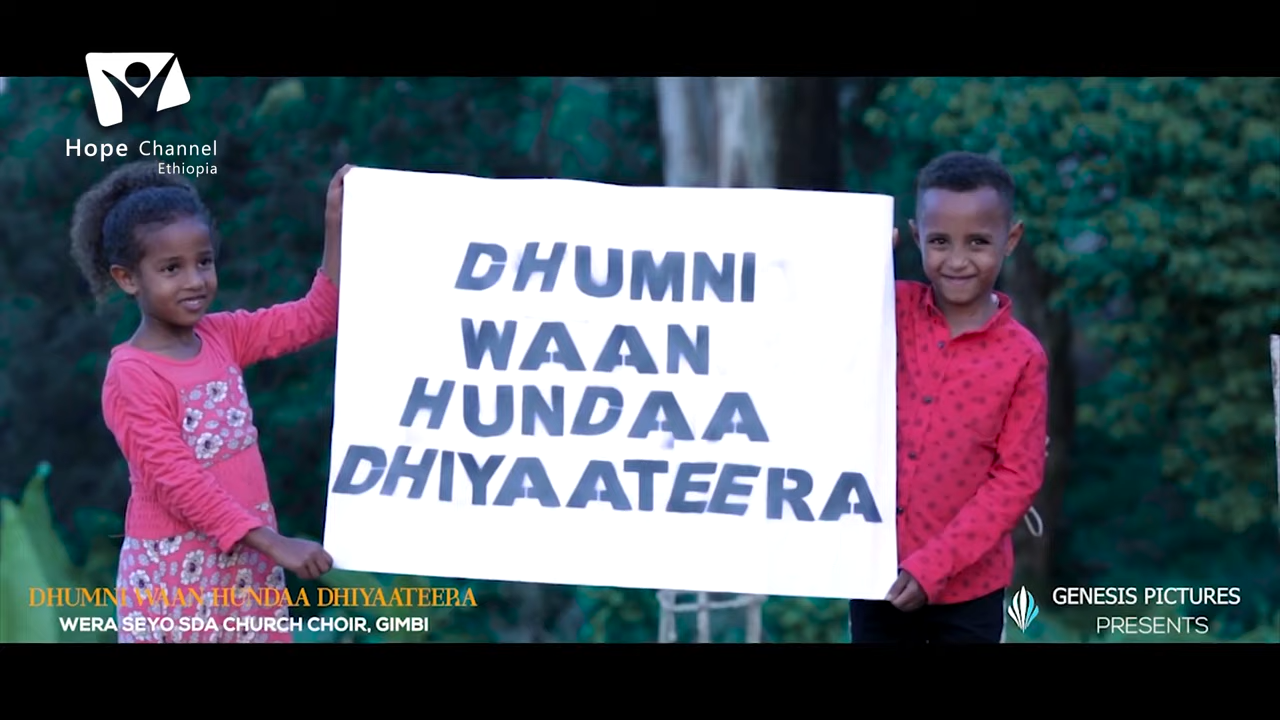 Hope Channel
Ethiopia
DHUMNI
WAAN
HUNDAA
DHIYAATEERA
DHUMNI WAAN HUNDAA DHIYAATEERA
WERA SEYO SDA CHURCH CHOIR, GIMBI
GENESIS PICTURES
PRESENTS